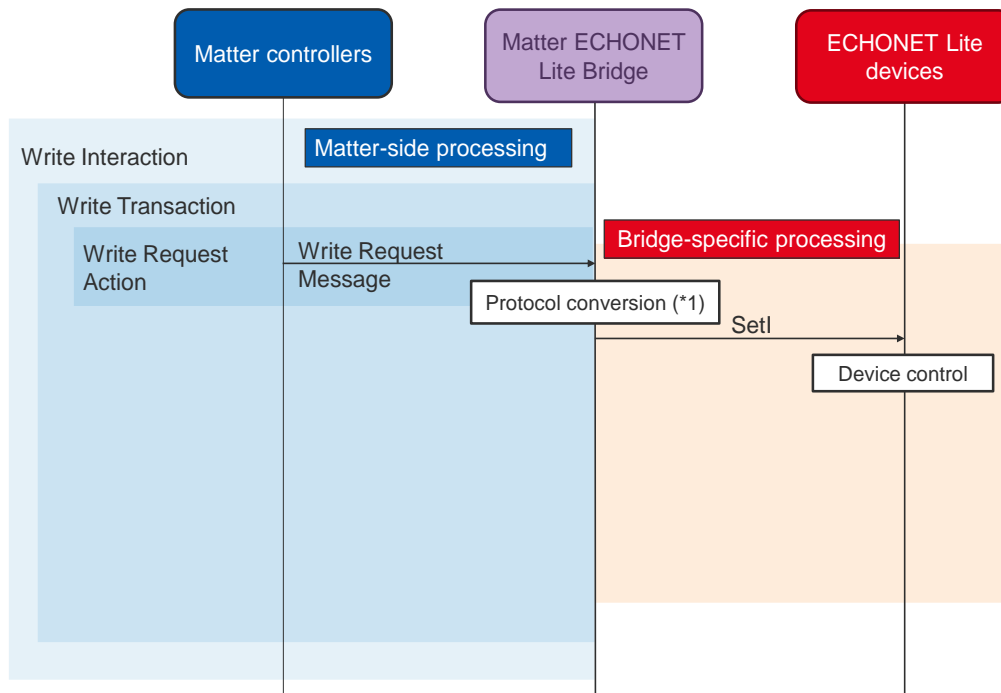 Matter controllers
Matter ECHONET
Lite Bridge
ECHONET Lite
devices
Matter-side processing
Write Interaction
Write Transaction
Bridge-specific processing
Write Request
Action
Write Request
Message
Protocol conversion (*1)
SetI
Device control